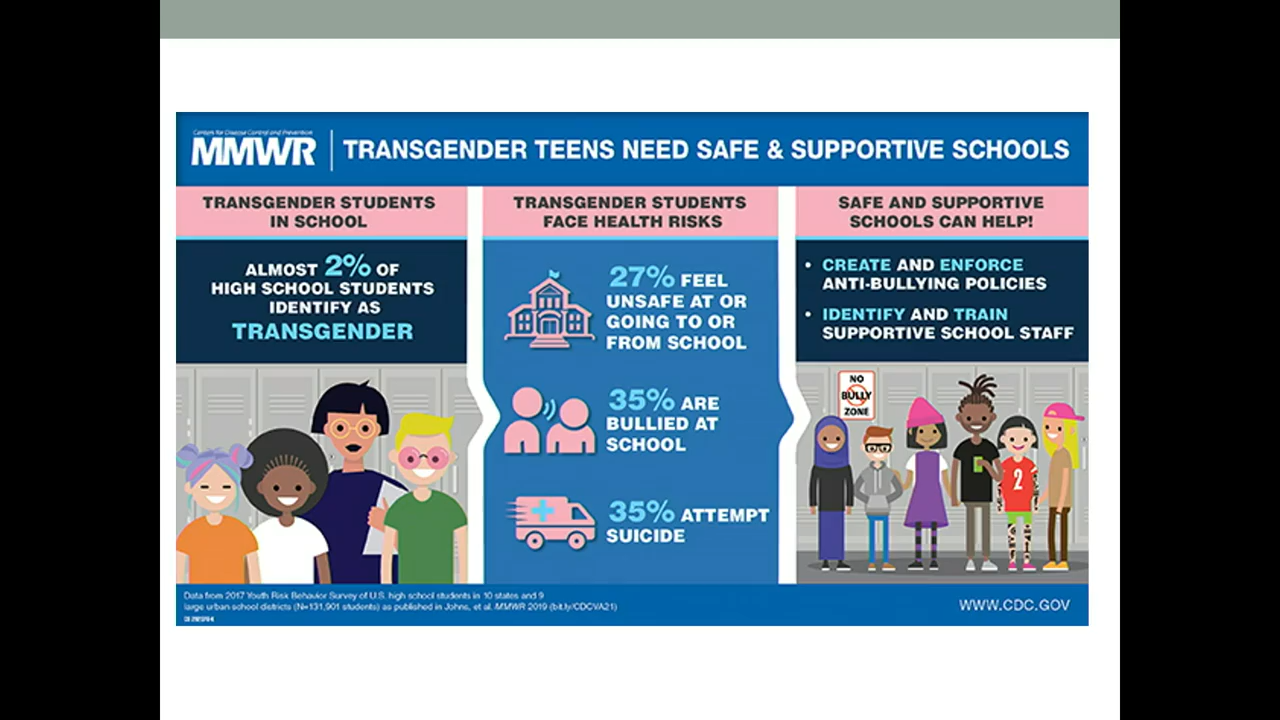 Centers for Disease Control and Prevention
MMWR
TRANSGENDER TEENS NEED SAFE & SUPPORTIVE SCHOOLS
TRANSGENDER STUDENTS
IN SCHOOL
ALMOST 2% OF
HIGH SCHOOL STUDENTS
IDENTIFY AS
TRANSGENDER
TRANSGENDER STUDENTS
FACE HEALTH RISKS
27% FEEL
UNSAFE AT OR
GOING TO OR
FROM SCHOOL
35% ARE
BULLIED AT
SCHOOL
35% ATTEMPT
SUICIDE
SAFE AND SUPPORTIVE
SCHOOLS CAN HELP!
• CREATE AND ENFORCE
ANTI-BULLYING POLICIES
• IDENTIFY AND TRAIN
SUPPORTIVE SCHOOL STAFF
NO
BULLY
ZONE
2
Data from 2017 Youth Risk Behavior Survey of U.S. high school students in 10 states and 9
large urban school districts (N=131,901 students) as published in Johns, et al. MMWR 2019 (bit.ly/CDCVA21)
WWW.CDC.GOV